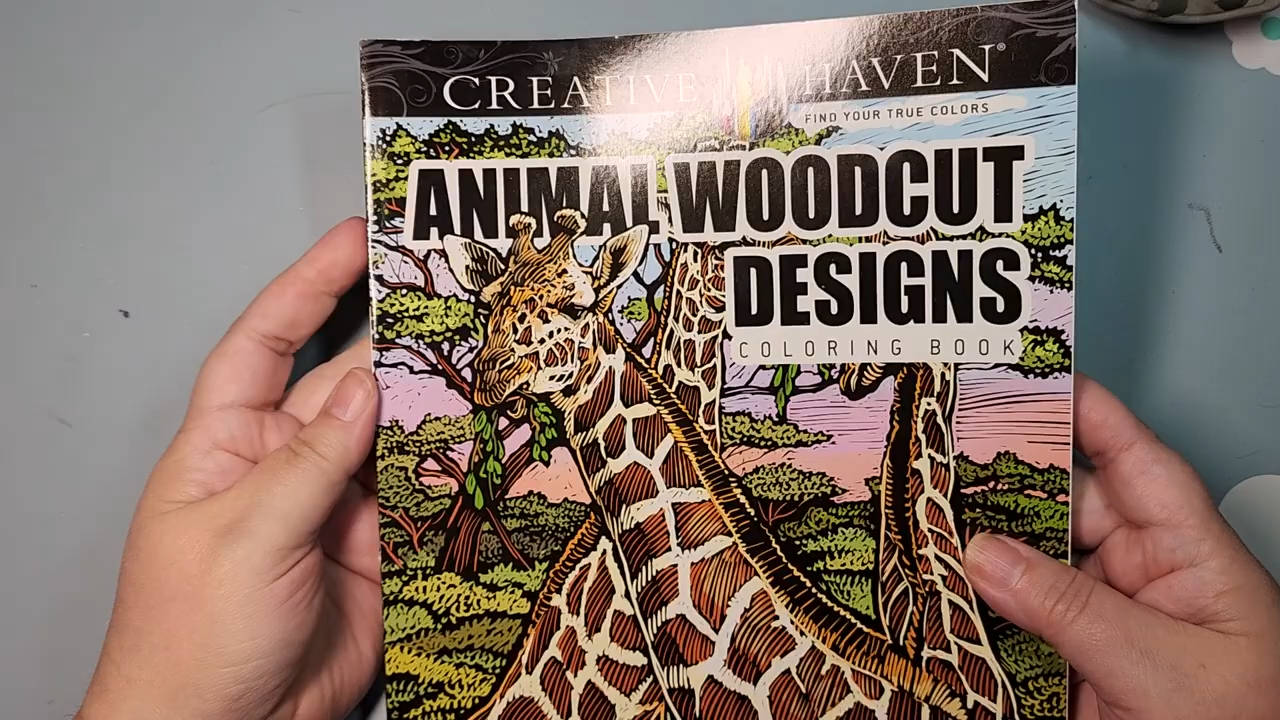 CREATIVE HAVEN®
FIND YOUR TRUE COLORS
ANIMAL WOODCUT
DESIGNS
COLORING BOOK